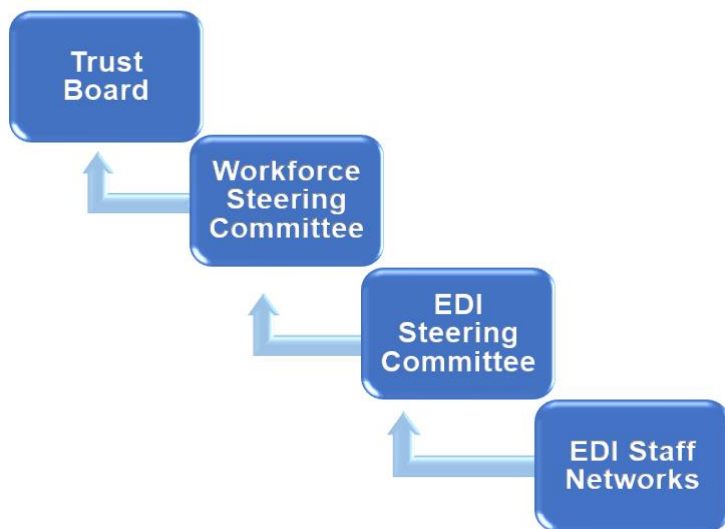 Trust
Board
Workforce
Steering
Committee
EDI
Steering
Committee
EDI Staff
Networks